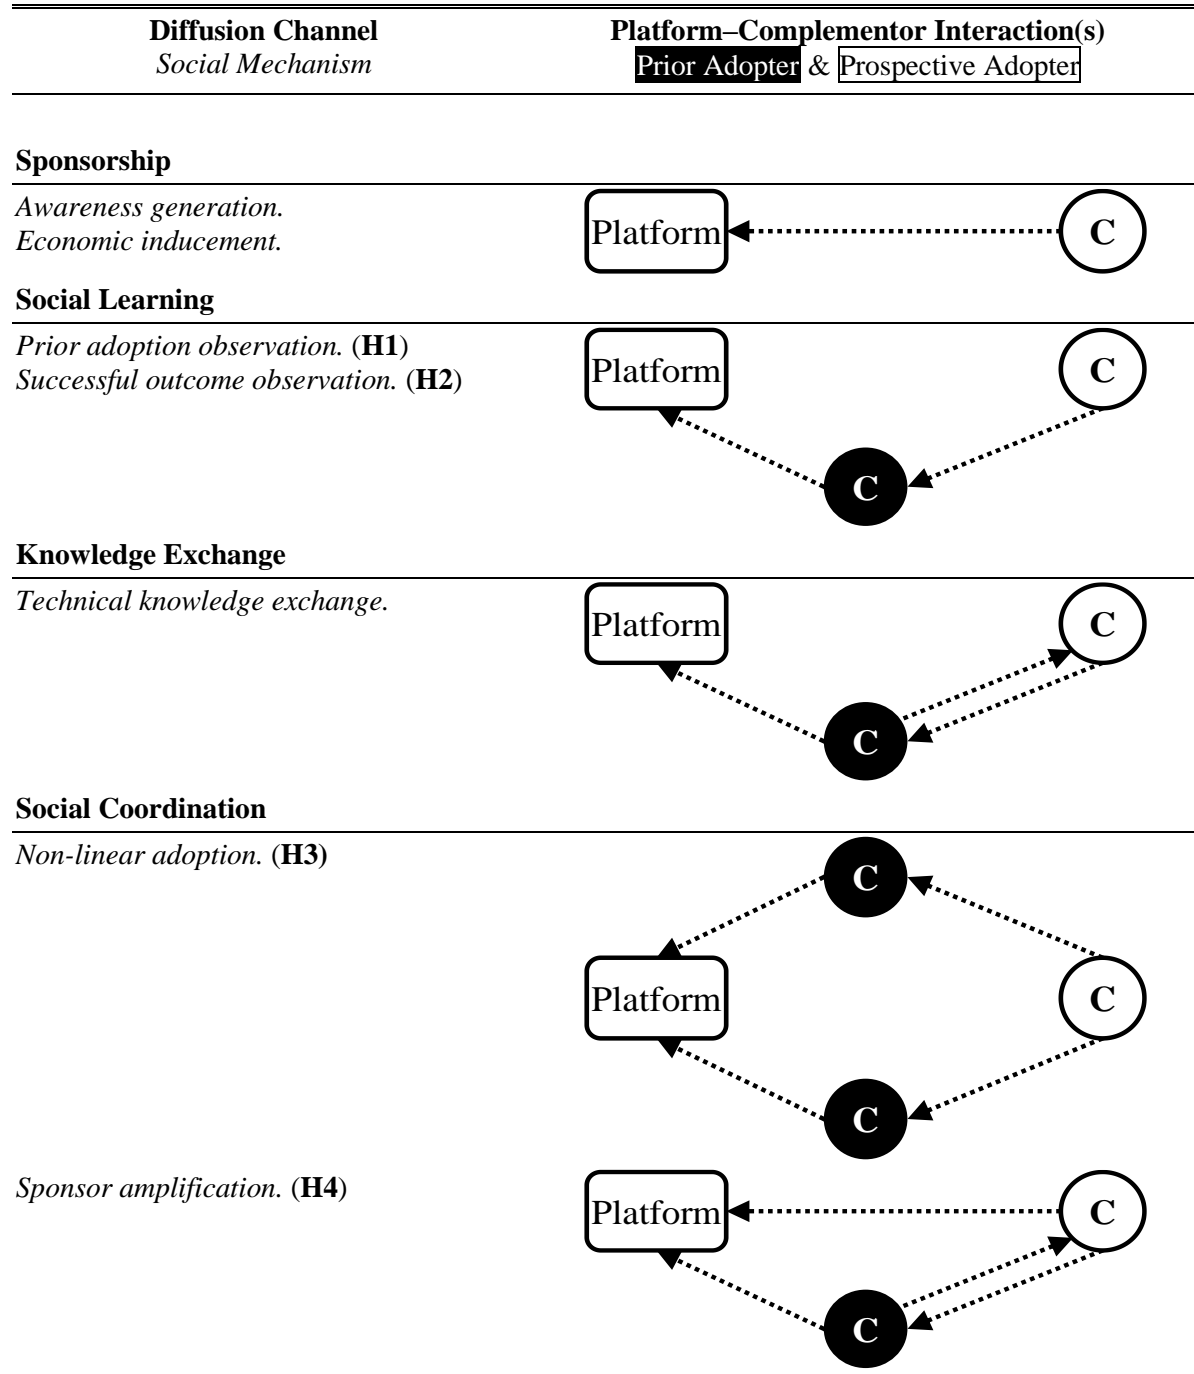 Diffusion Channel
Social Mechanism
Platform–Complementor Interaction(s)
Prior Adopter & Prospective Adopter
Sponsorship
Awareness generation.
Economic inducement.
Platform
C
Social Learning
Prior adoption observation. (H1)
Successful outcome observation. (H2)
Platform
C
C
Knowledge Exchange
Technical knowledge exchange.
Platform
C
C
Social Coordination
Non-linear adoption. (H3)
C
Platform
C
C
Sponsor amplification. (H4)
Platform
C
C